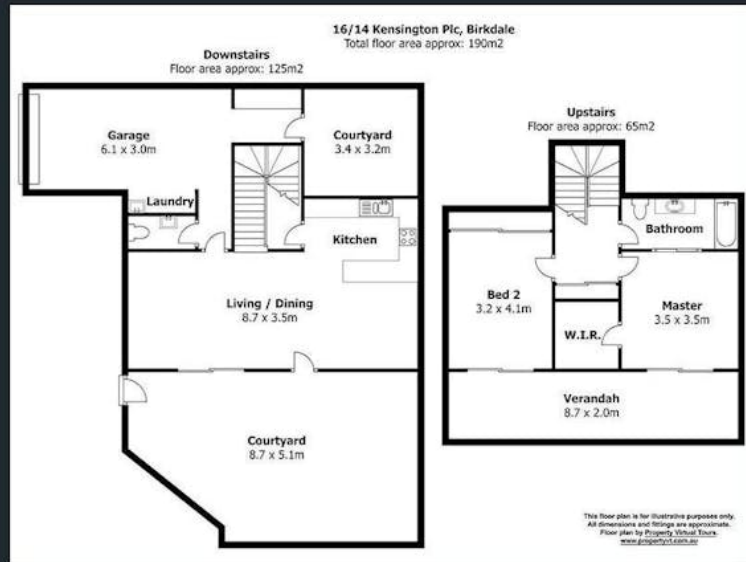 16/14 Kensington Plc, Birkdale
Total floor area approx: 190m2
Downstairs
Floor area approx: 125m2
Garage
6.1 x 3.0m
Courtyard
3.4 x 3.2m
Laundry
Kitchen
Living / Dining
8.7 x 3.5m
Courtyard
8.7 x 5.1m
Upstairs
Floor area approx: 65m2
Bathroom
Bed 2
3.2 x 4.1m
Master
3.5 x 3.5m
W.I.R.
Verandah
8.7 x 2.0m
This floor plan is for illustrative purposes only.
All dimensions and fittings are approximate.
Floor plan by Property Virtual Tours.
www.propertyvt.com.au